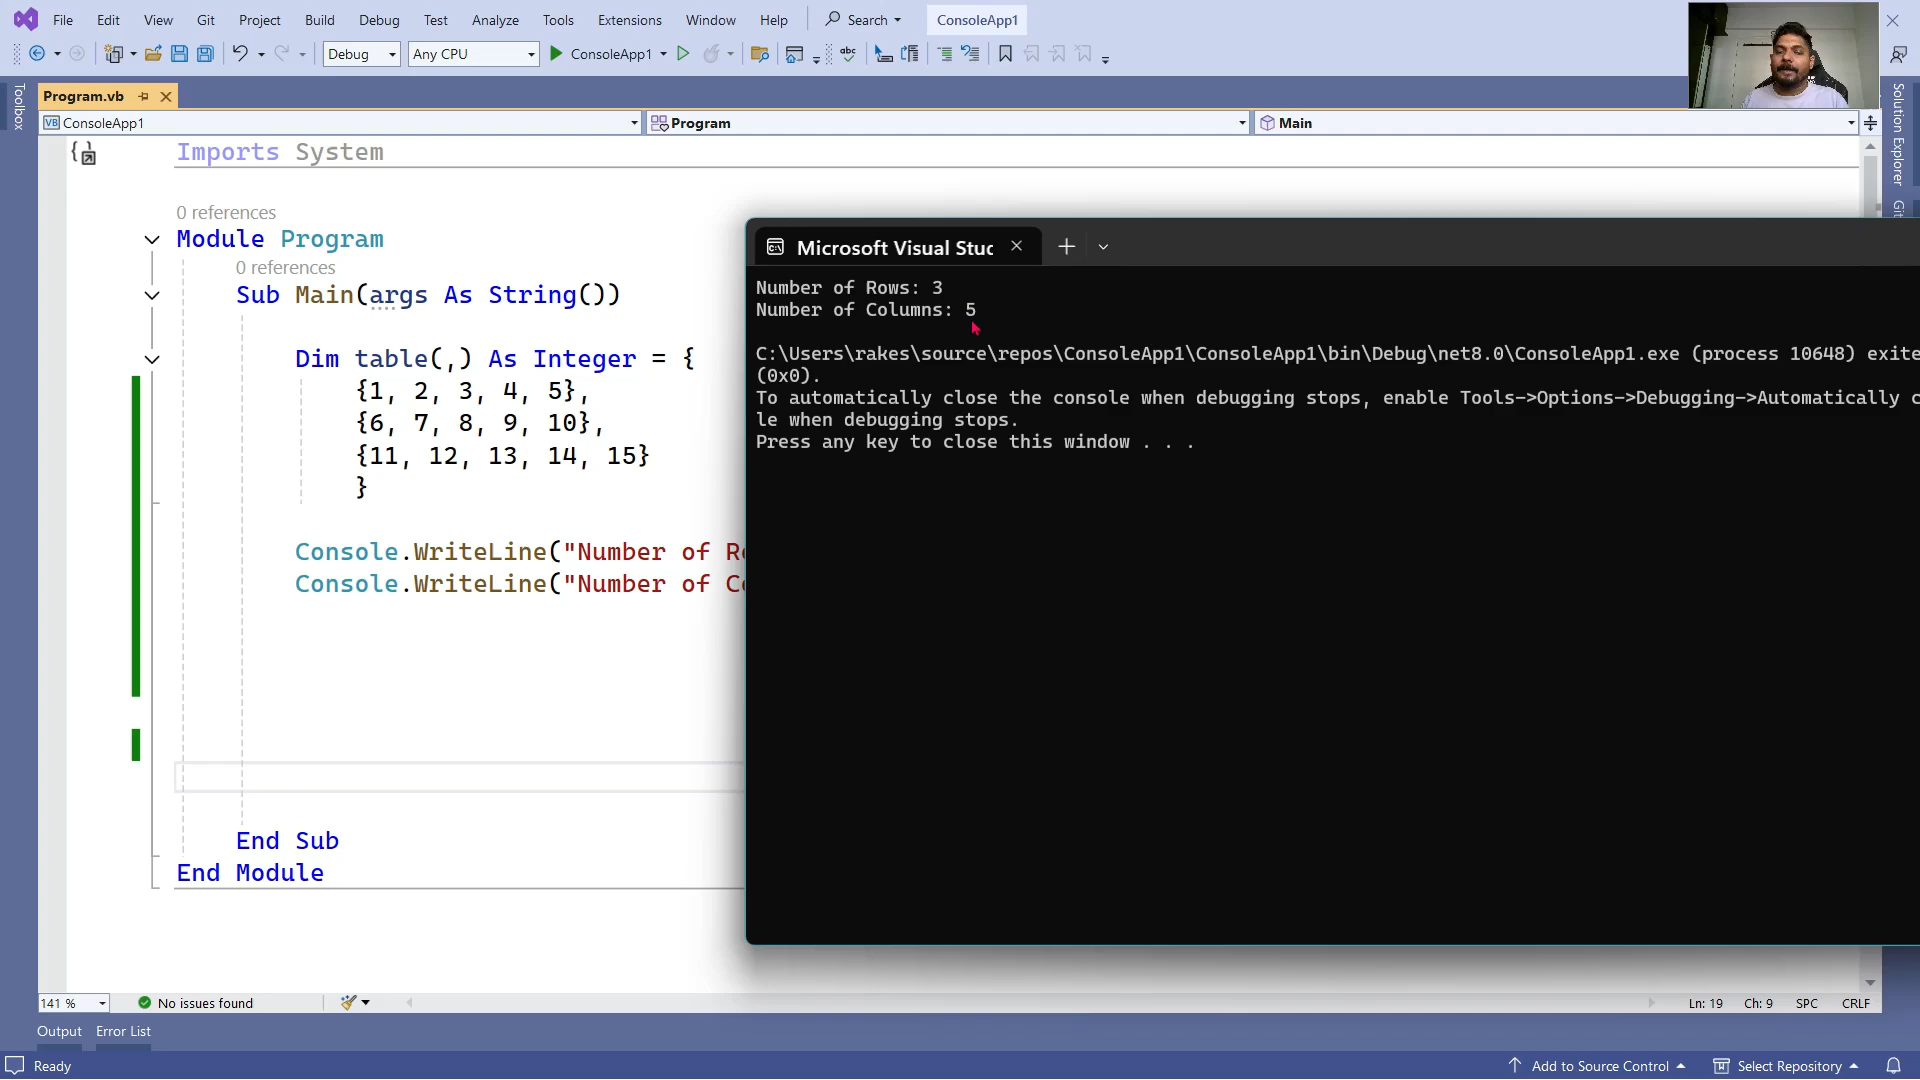 File Edit View Git Project Build Debug Test Analyze Tools Extensions Window Help Search ConsoleApp1
Debug Any CPU ConsoleApp1 abc
Toolbox
Program.vb
VB ConsoleApp1 Program Main
Solution Explorer
Imports System
0 references
Module Program
0 references
Sub Main(args As String())
Dim table(,) As Integer = {
{1, 2, 3, 4, 5},
{6, 7, 8, 9, 10},
{11, 12, 13, 14, 15}
}
Console.WriteLine("Number of
Console.WriteLine("Number of
End Sub
End Module
Microsoft Visual Stuc
Number of Rows: 3
Number of Columns: 5
C:\Users\rakes\source\repos\ConsoleApp1\ConsoleApp1\bin\Debug\net8.0\ConsoleApp1.exe (process 10648) exite
(0x0).
To automatically close the console when debugging stops, enable Tools->Options->Debugging->Automatically c
le when debugging stops.
Press any key to close this window . . .
141 % No issues found Ln: 19 Ch: 9 SPC CRLF
Output Error List
Ready Add to Source Control Select Repository